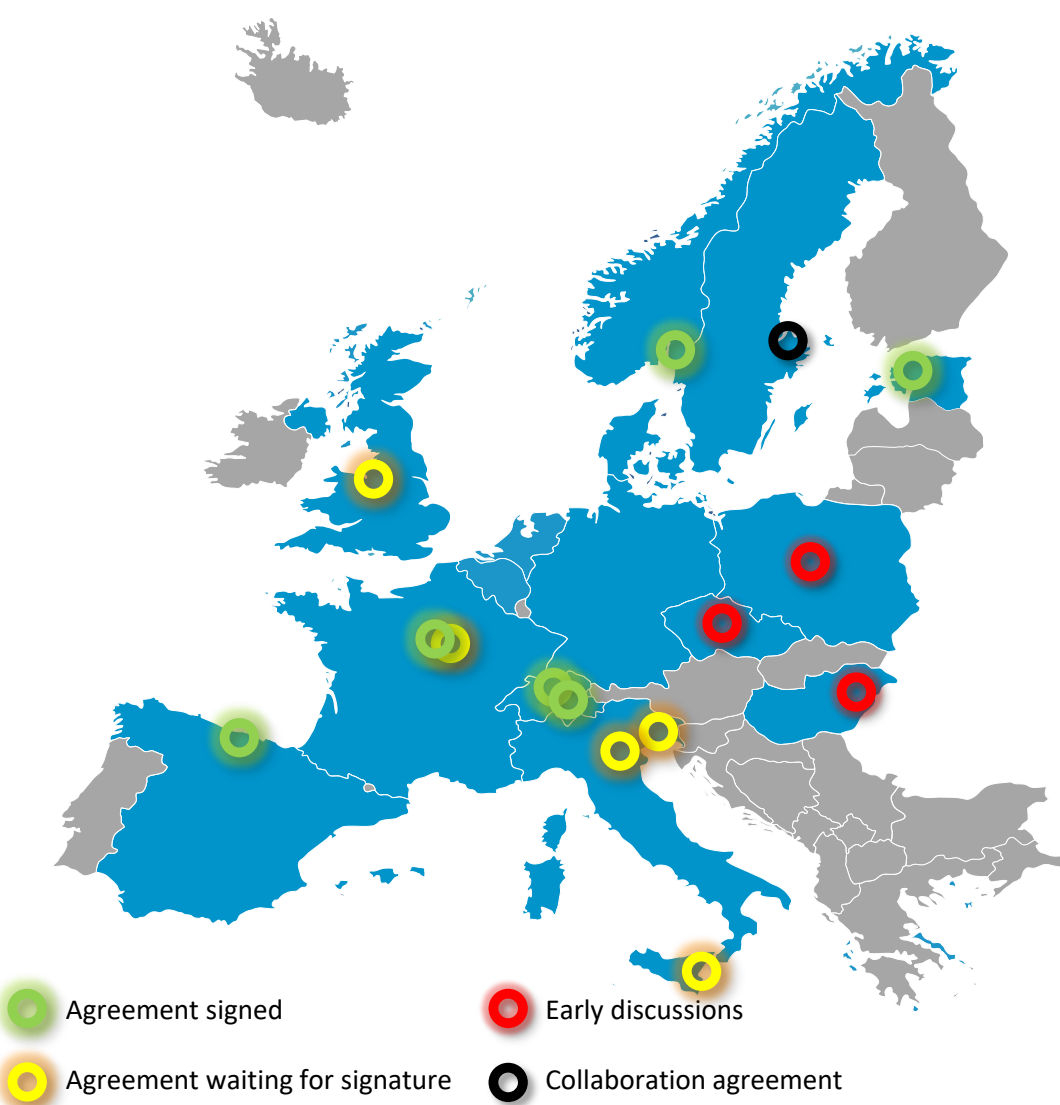 Agreement signed
Early discussions
Agreement waiting for signature
Collaboration agreement